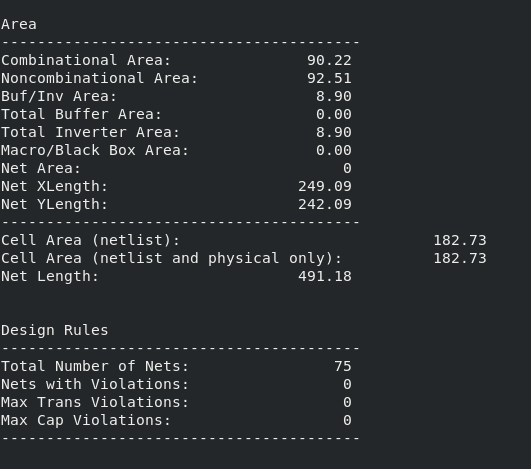 Area
----------------------------------------
Combinational Area:               90.22
Noncombinational Area:            92.51
Buf/Inv Area:                      8.90
Total Buffer Area:                 0.00
Total Inverter Area:               8.90
Macro/Black Box Area:              0.00
Net Area:                             0
Net XLength:                     249.09
Net YLength:                     242.09
----------------------------------------
Cell Area (netlist):                            182.73
Cell Area (netlist and physical only):          182.73
Net Length:                      491.18
Design Rules
----------------------------------------
Total Number of Nets:                75
Nets with Violations:                 0
Max Trans Violations:                 0
Max Cap Violations:                   0
----------------------------------------